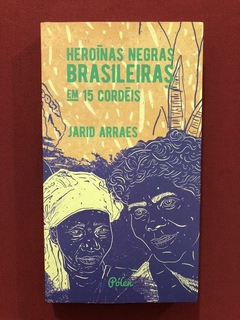 HEROÍNAS NEGRAS
BRASILEIRAS
EM 15 CORDÉIS
JARID ARRAES
Pólen